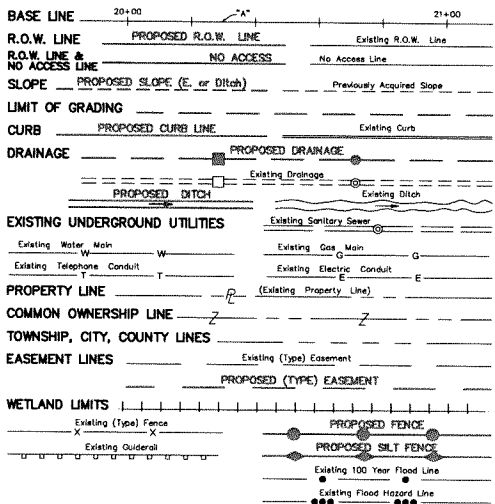 20+00 "A" 21+00
BASE LINE
R.O.W. LINE PROPOSED R.O.W. LINE Existing R.O.W. Line
R.O.W. LINE & NO ACCESS LINE NO ACCESS No Access Line
SLOPE PROPOSED SLOPE (E. or Ditch) Previously Acquired Slope
LIMIT OF GRADING
CURB PROPOSED CURB LINE Existing Curb
DRAINAGE PROPOSED DRAINAGE
Existing Drainage
PROPOSED DITCH Existing Ditch
EXISTING UNDERGROUND UTILITIES Existing Sanitary Sewer
Existing Water Main Existing Gas Main
W W G G
Existing Telephone Conduit Existing Electric Conduit
T T E E
PROPERTY LINE PL (Existing Property Line)
COMMON OWNERSHIP LINE Z Z
TOWNSHIP, CITY, COUNTY LINES
EASEMENT LINES Existing (Type) Easement
PROPOSED (TYPE) EASEMENT
WETLAND LIMITS
Existing (Type) Fence PROPOSED FENCE
X X
Existing Guiderail PROPOSED SILT FENCE
Existing 100 Year Flood Line
Existing Flood Hazard Line